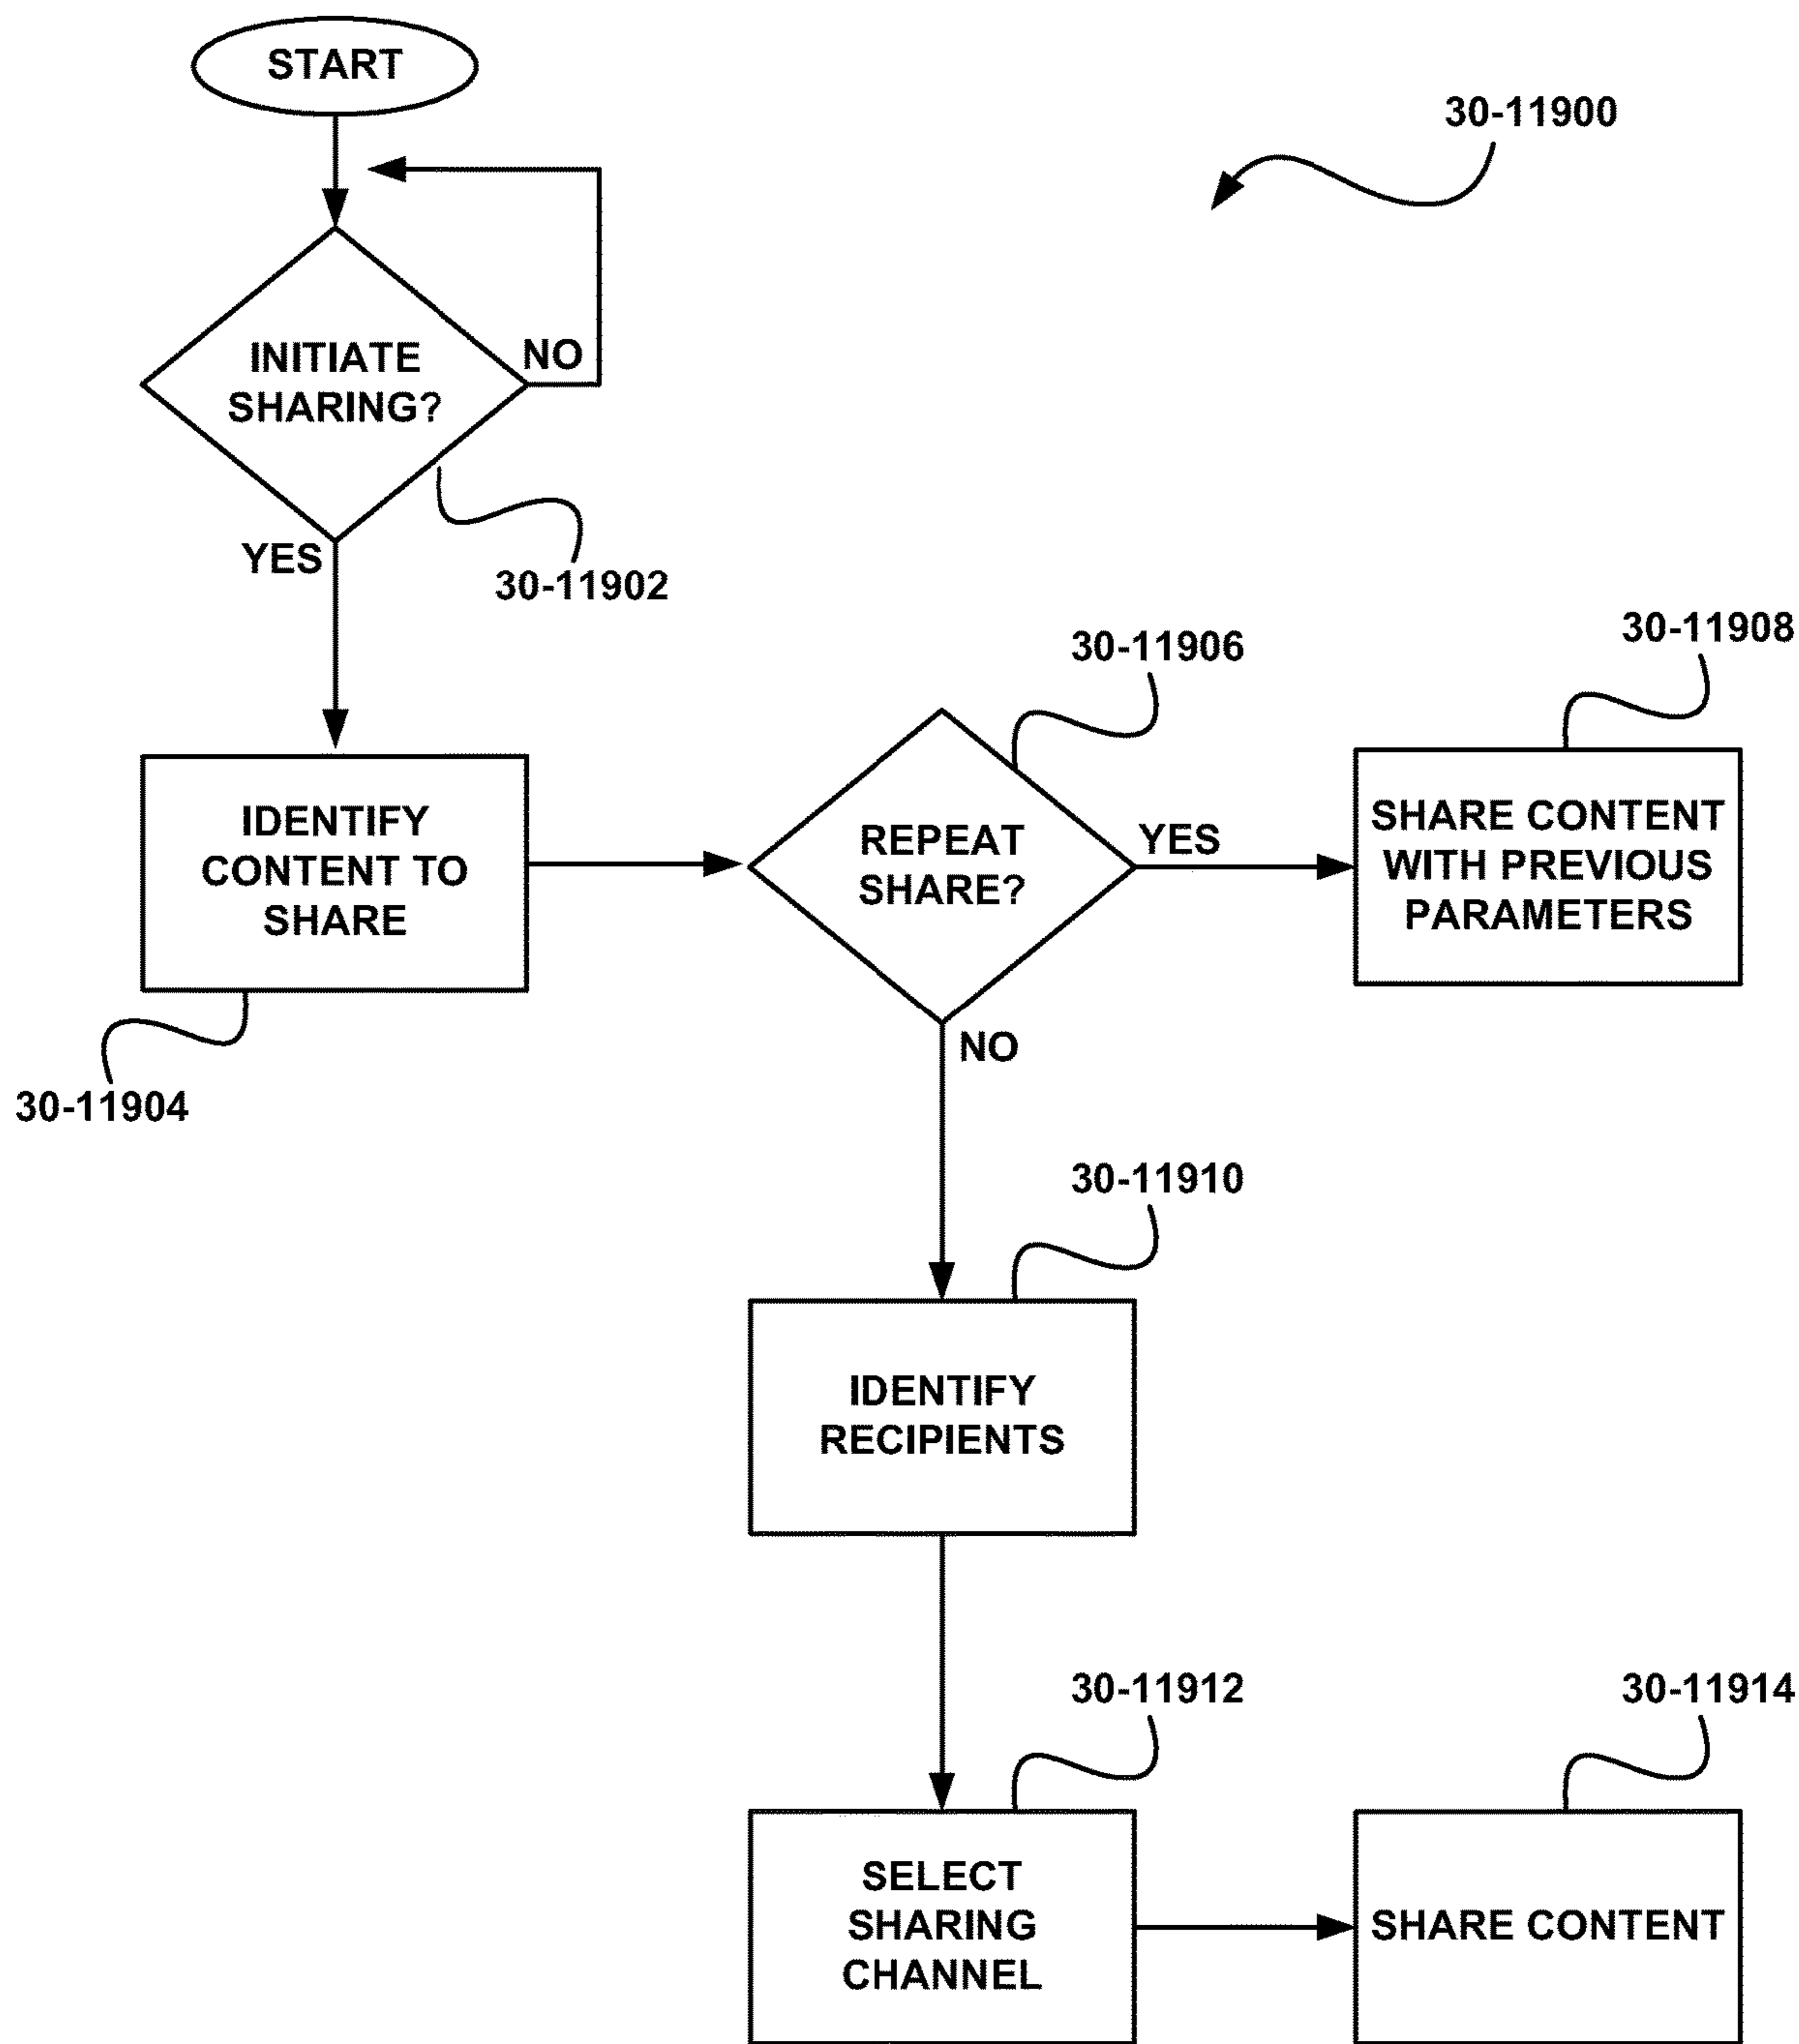 START
30-11900
INITIATE
SHARING?
NO
YES
30-11902
30-11906
30-11908
IDENTIFY
CONTENT TO
SHARE
30-11904
REPEAT
SHARE?
YES
SHARE CONTENT
WITH PREVIOUS
PARAMETERS
NO
30-11910
IDENTIFY
RECIPIENTS
30-11912
30-11914
SELECT
SHARING
CHANNEL
SHARE CONTENT